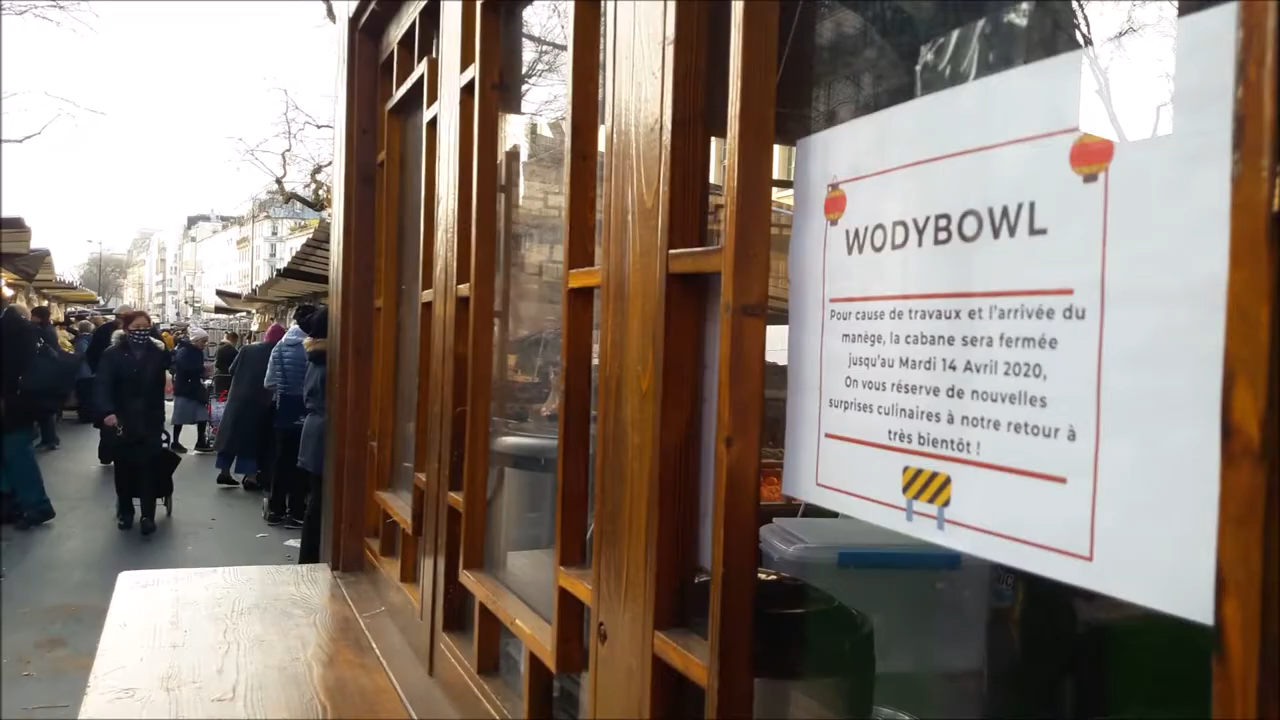 WODYBOWL
Pour cause de travaux et l'arrivée du
manège, la cabane sera fermée
jusqu'au Mardi 14 Avril 2020,
On vous réserve de nouvelles
surprises culinaires à notre retour à
très bientôt !